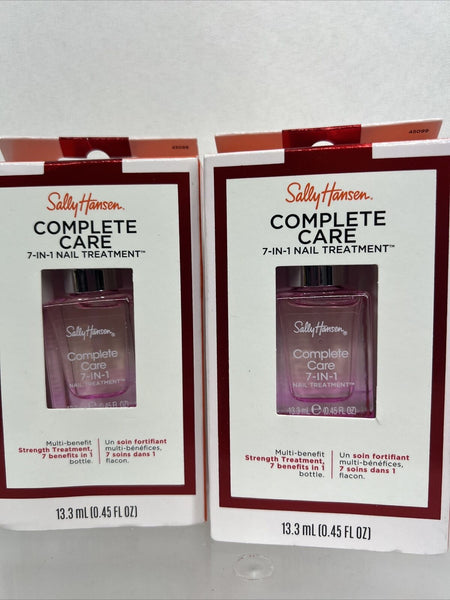 45099
Sally Hansen®
COMPLETE
CARE
7-IN-1 NAIL TREATMENT™
Sally Hansen®
Complete
Care
7-IN-1
NAIL TREATMENT™
(0.45 FL OZ)
Multi-benefit
Strength Treatment,
7 benefits in 1
bottle.
Un soin fortifiant
multi-bénéfices,
7 soins dans 1
flacon.
13.3 mL (0.45 FL OZ)
45099
Sally Hansen®
COMPLETE
CARE
7-IN-1 NAIL TREATMENT™
Sally Hansen®
Complete
Care
7-IN-1
NAIL TREATMENT™
13.3 mL ℮ (0.45 FL OZ)
Multi-benefit
Strength Treatment,
7 benefits in 1
bottle.
Un soin fortifiant
multi-bénéfices,
7 soins dans 1
flacon.
13.3 mL (0.45 FL OZ)